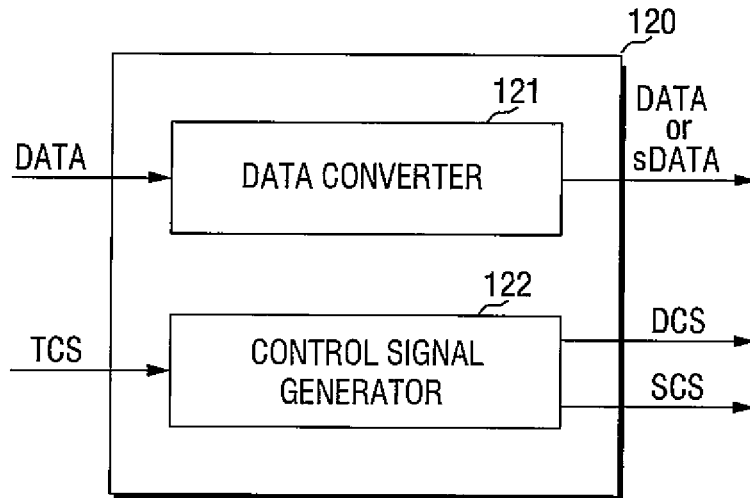 120
121
DATA
or
sDATA
DATA
DATA CONVERTER
122
TCS
CONTROL SIGNAL
GENERATOR
DCS
SCS